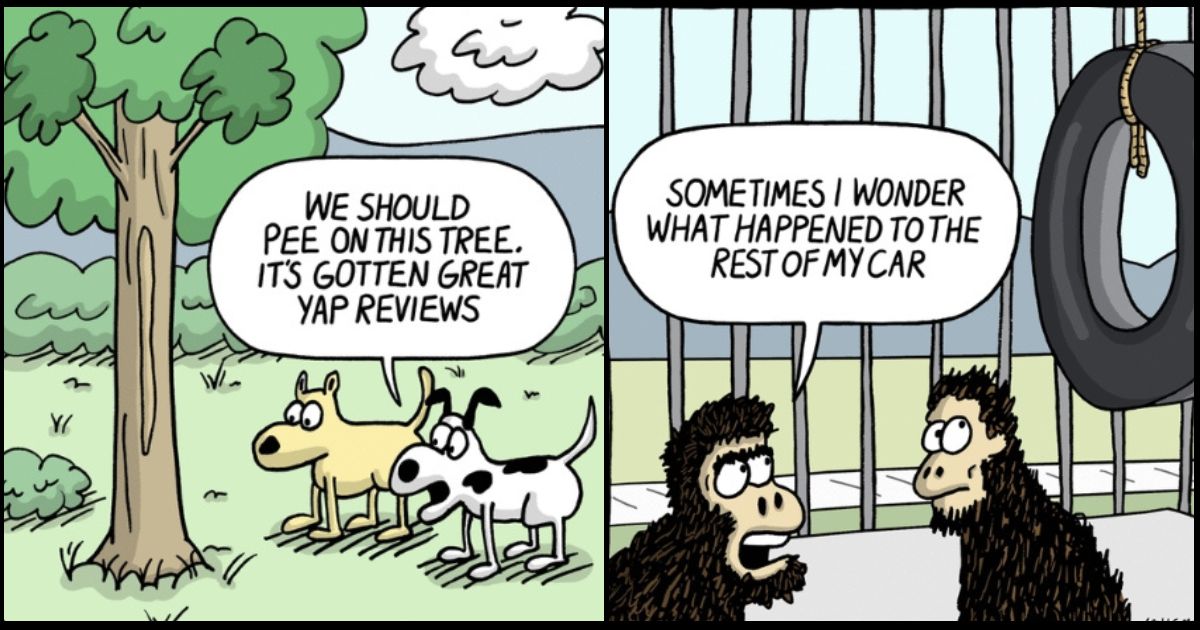 WE SHOULD
PEE ON THIS TREE.
IT'S GOTTEN GREAT
YAP REVIEWS
SOMETIMES I WONDER
WHAT HAPPENED TO THE
REST OF MY CAR